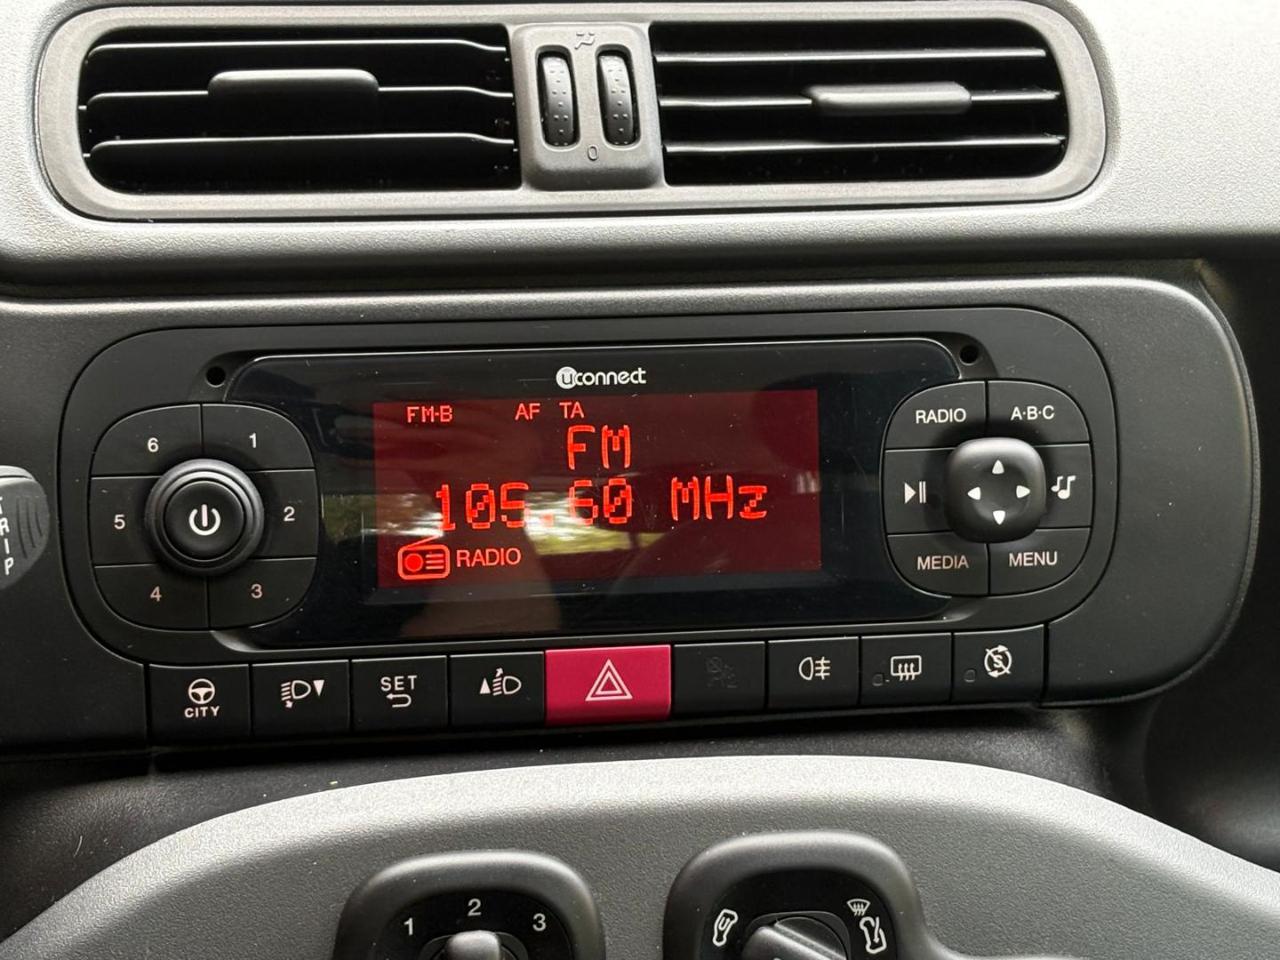 0
uconnect
FM-B AF TA
FM
105.60 MHz
RADIO
6 1
5 2
4 3
RADIO A·B·C
MEDIA MENU
TRIP
CITY
SET
S
1 2 3